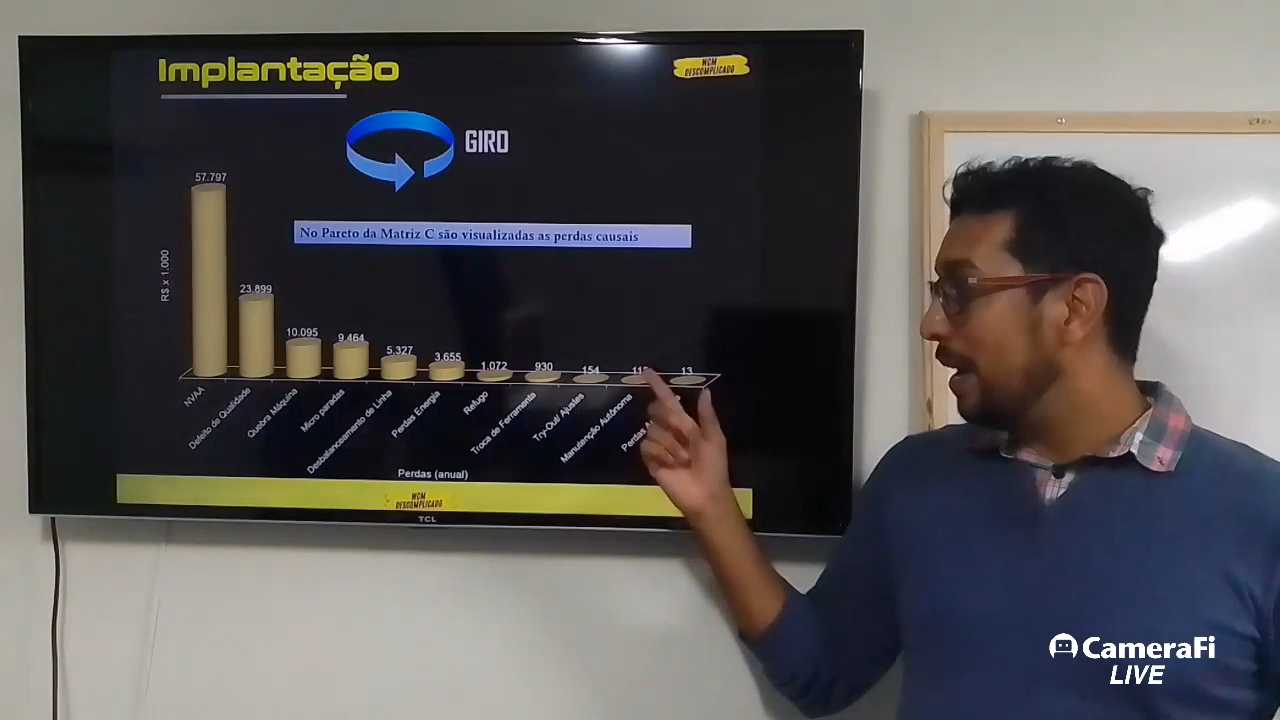 Implantação
WCM
DESCOMPLICADO
GIRO
57.797
No Pareto da Matriz C são visualizadas as perdas causais
R$ x 1.000
23.899
10.095
9.464
5.327
3.655
1.072
930
154
13
NVAA
Defeito de Qualidade
Quebra Máquina
Micro paradas
Desbalanceamento de Linha
Perdas Energia
Refugo
Troca de Ferramenta
Try-Out/ Ajustes
Manutenção Autônoma
Perdas
Perdas (anual)
WCM
DESCOMPLICADO
TCL
CameraFi
LIVE